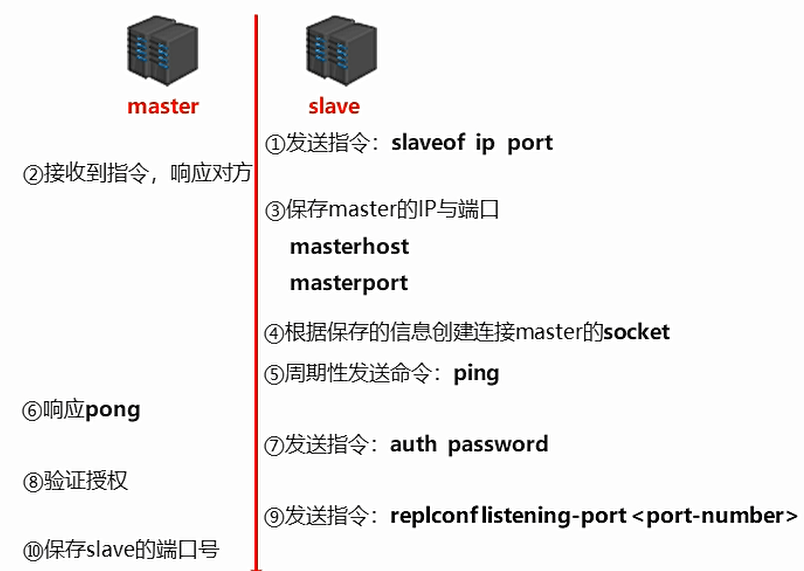 master
slave
①发送指令：slaveof ip port
②接收到指令，响应对方
③保存master的IP与端口
masterhost
masterport
④根据保存的信息创建连接master的socket
⑤周期性发送命令：ping
⑥响应pong
⑦发送指令：auth password
⑧验证授权
⑨发送指令：replconf listening-port <port-number>
⑩保存slave的端口号